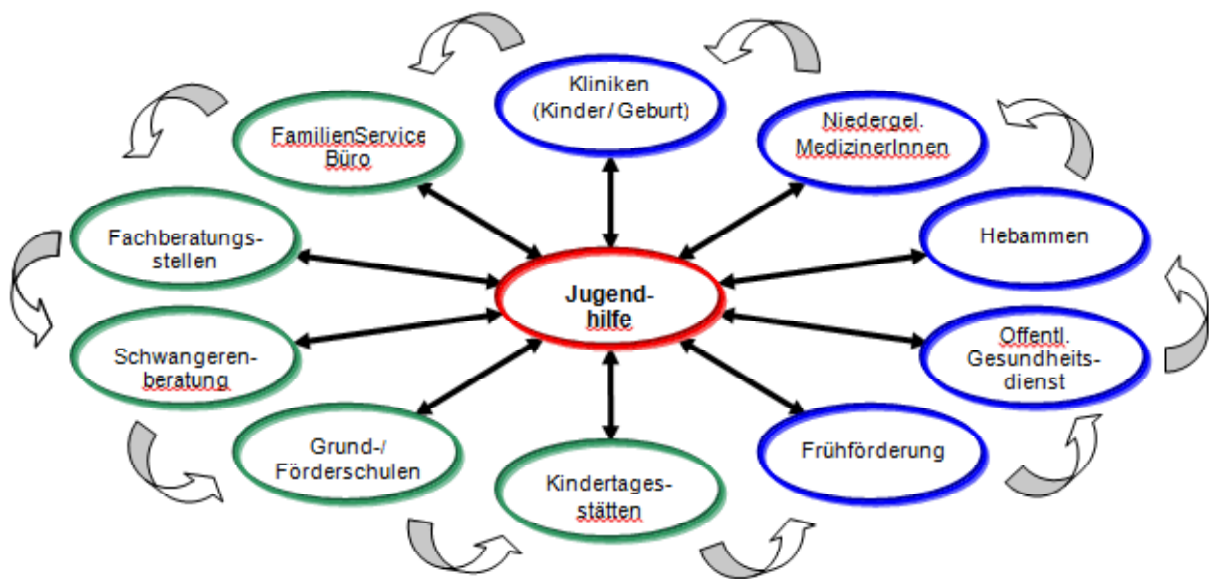 Kliniken
(Kinder/Geburt)
Niedergel.
MedizinerInnen
FamilienService
Büro
Fachberatungs-
stellen
Hebammen
Jugend-
hilfe
Schwangeren-
beratung
Offentl.
Gesundheits-
dienst
Grund-/
Förderschulen
Kindertages-
stätten
Frühförderung